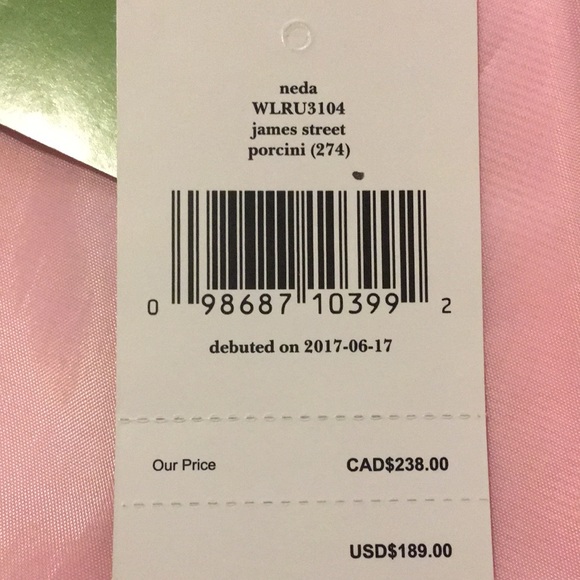 neda
WLRU3104
james street
porcini (274)
0 98687 10399 2
debuted on 2017-06-17
Our Price CAD$238.00
USD$189.00